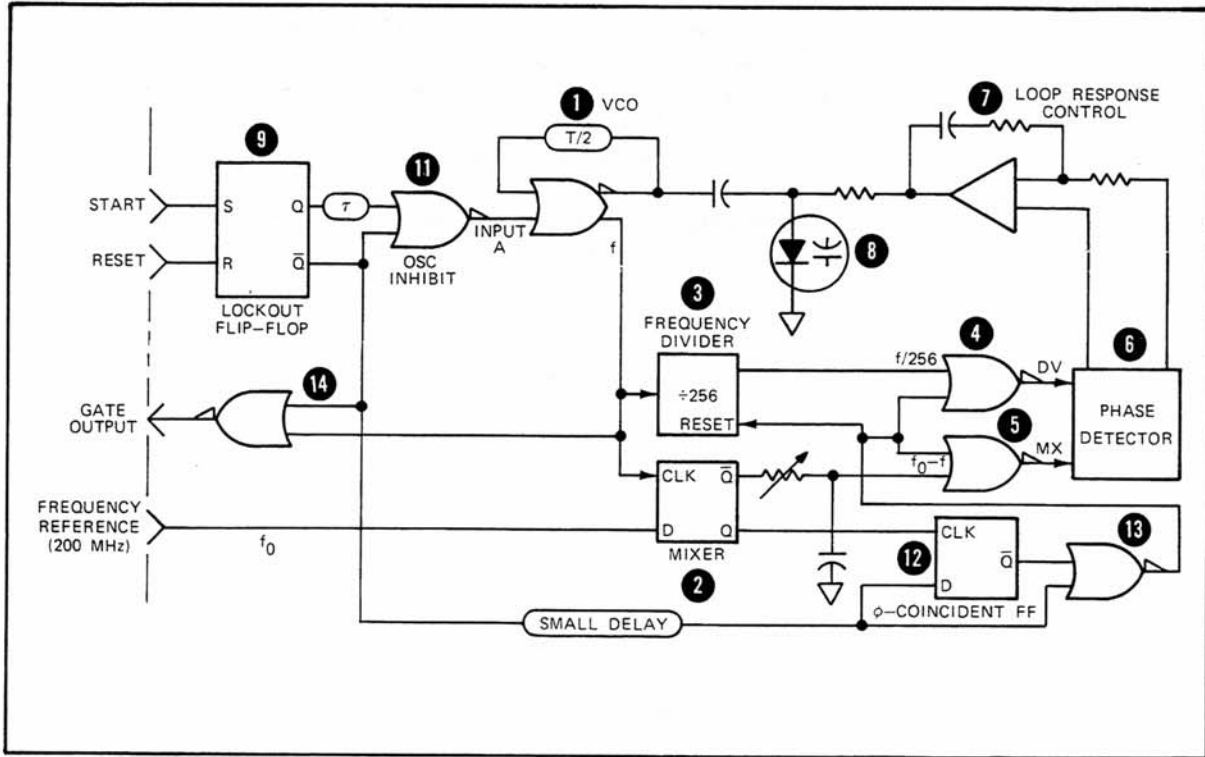 1 VCO
T/2
7 LOOP RESPONSE
CONTROL
9
11
START
S Q τ
INPUT
A
f
8
RESET
R Q̅
OSC
INHIBIT
LOCKOUT
FLIP-FLOP
3
FREQUENCY
DIVIDER
÷256
RESET
f/256
4
DV
6
PHASE
DETECTOR
14
GATE
OUTPUT
5
f₀-f
MX
CLK Q̅
D Q
MIXER
2
FREQUENCY
REFERENCE
(200 MHz)
f₀
12
CLK
Q̅
D
13
φ-COINCIDENT FF
SMALL DELAY